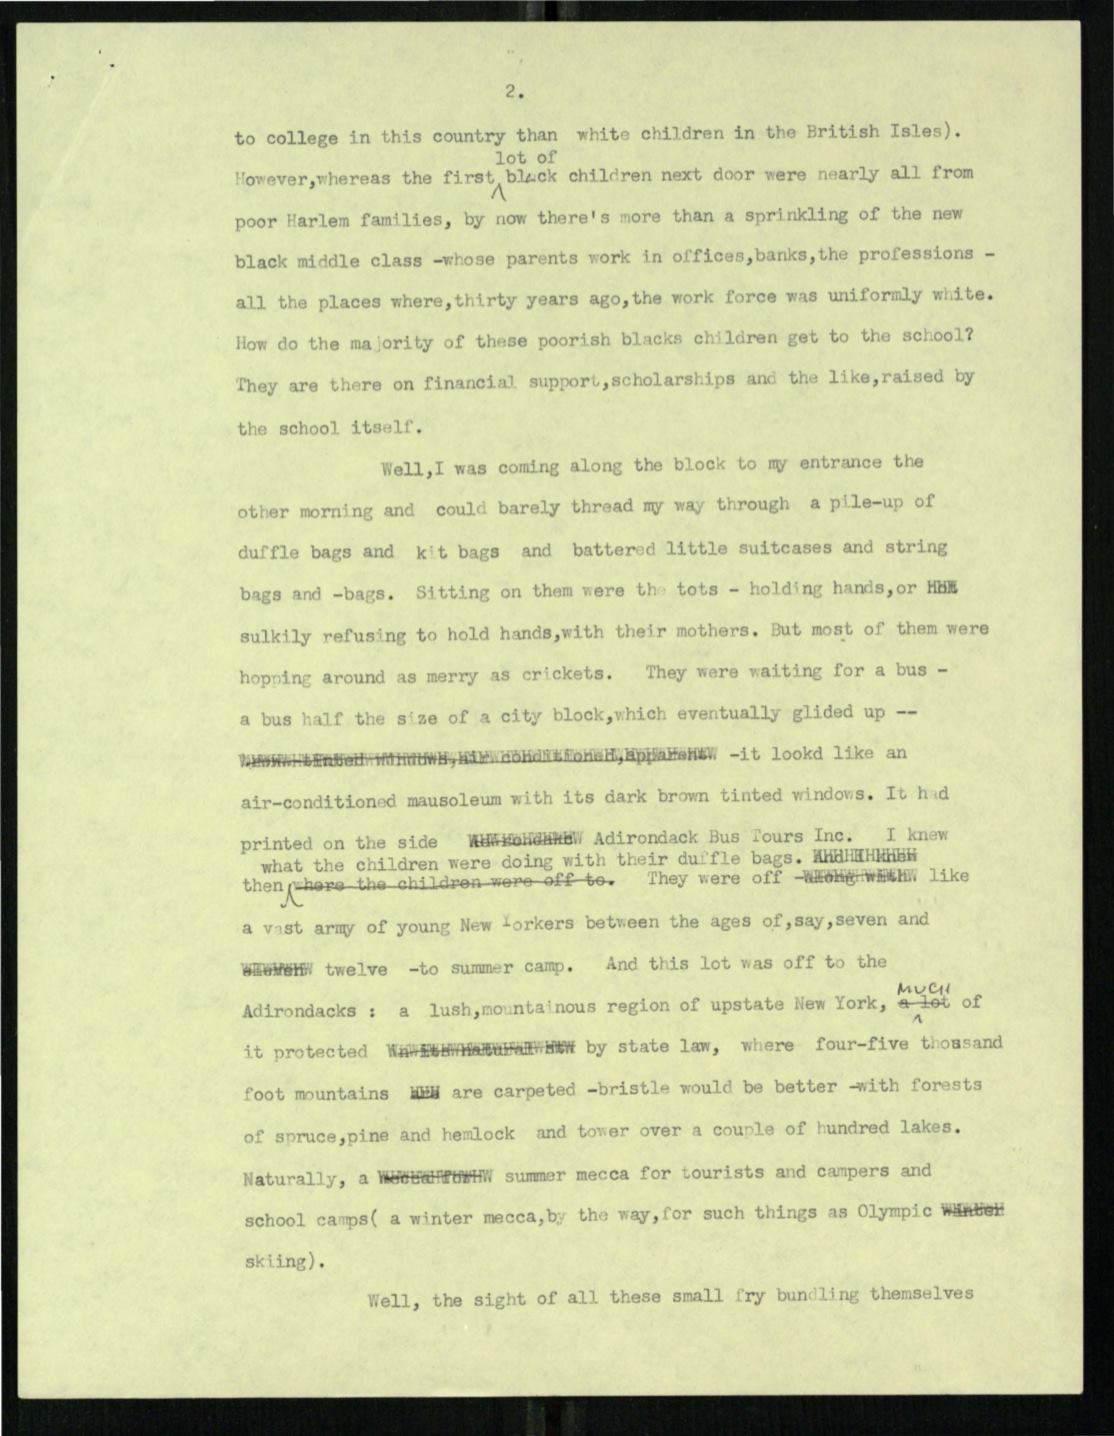 2.
to college in this country than white children in the British Isles).
lot of
However,whereas the first black children next door were nearly all from
poor Harlem families, by now there's more than a sprinkling of the new
black middle class -whose parents work in offices,banks,the professions -
all the places where,thirty years ago,the work force was uniformly white.
How do the majority of these poorish blacks children get to the school?
They are there on financial support,scholarships and the like,raised by
the school itself.
Well,I was coming along the block to my entrance the
other morning and could barely thread my way through a pile-up of
duffle bags and kit bags and battered little suitcases and string
bags and -bags. Sitting on them were the tots - holding hands,or
sulkily refusing to hold hands,with their mothers. But most of them were
hopping around as merry as crickets. They were waiting for a bus -
a bus half the size of a city block,which eventually glided up --
tinted windows,air conditioned,apparent -it lookd like an
air-conditioned mausoleum with its dark brown tinted windows. It had
printed on the side Adirondack Bus Tours Inc. I knew
what the children were doing with their duffle bags. And I knew
then where the children were off to. They were off -along with like
a vast army of young New Yorkers between the ages of,say,seven and
eleven twelve -to summer camp. And this lot was off to the
MUCH
Adirondacks : a lush,mountainous region of upstate New York, a lot of
it protected in its natural by state law, where four-five thousand
foot mountains are carpeted -bristle would be better -with forests
of spruce,pine and hemlock and tower over a couple of hundred lakes.
Naturally, a mecca for summer mecca for tourists and campers and
school camps( a winter mecca,by the way,for such things as Olympic winter
skiing).
Well, the sight of all these small fry bundling themselves